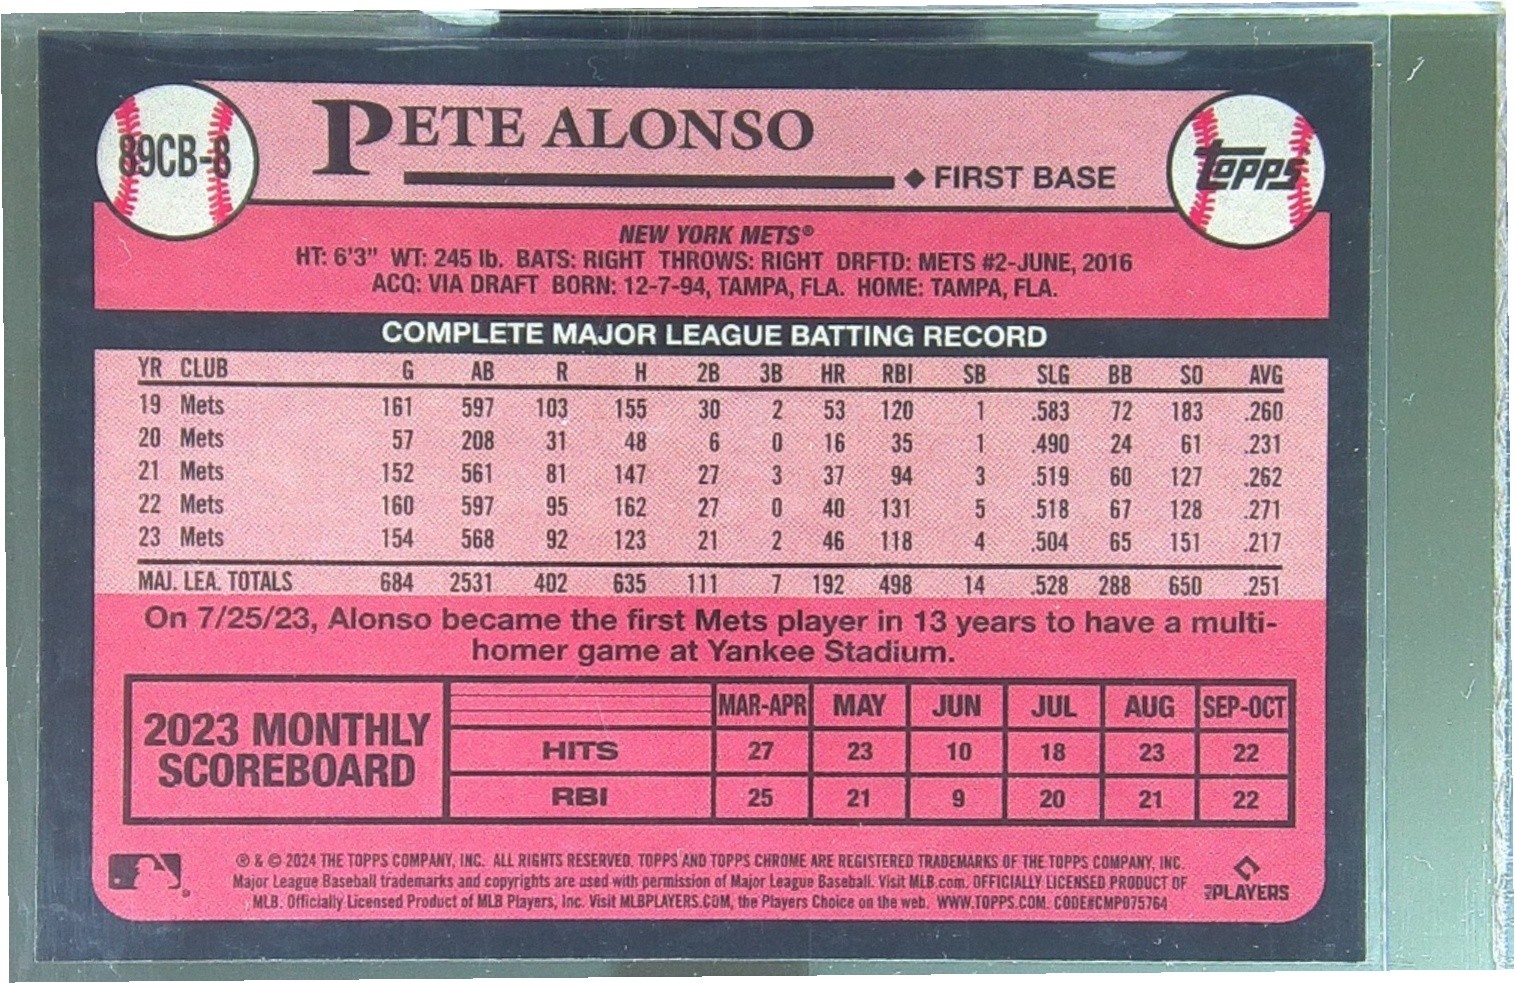 89CB-8
PETE ALONSO
◆ FIRST BASE
TOPPS
NEW YORK METS®
HT: 6'3" WT: 245 lb. BATS: RIGHT THROWS: RIGHT DRFTD: METS #2-JUNE, 2016
ACQ: VIA DRAFT BORN: 12-7-94, TAMPA, FLA. HOME: TAMPA, FLA.
COMPLETE MAJOR LEAGUE BATTING RECORD
YR CLUB G AB R H 2B 3B HR RBI SB SLG BB SO AVG
19 Mets 161 597 103 155 30 2 53 120 1 .583 72 183 .260
20 Mets 57 208 31 48 6 0 16 35 1 .490 24 61 .231
21 Mets 152 561 81 147 27 3 37 94 3 .519 60 127 .262
22 Mets 160 597 95 162 27 0 40 131 5 .518 67 128 .271
23 Mets 154 568 92 123 21 2 46 118 4 .504 65 151 .217
MAJ. LEA. TOTALS 684 2531 402 635 111 7 192 498 14 .528 288 650 .251
On 7/25/23, Alonso became the first Mets player in 13 years to have a multi-
homer game at Yankee Stadium.
2023 MONTHLY
SCOREBOARD
MAR-APR MAY JUN JUL AUG SEP-OCT
HITS 27 23 10 18 23 22
RBI 25 21 9 20 21 22
® & © 2024 THE TOPPS COMPANY, INC. ALL RIGHTS RESERVED. TOPPS AND TOPPS CHROME ARE REGISTERED TRADEMARKS OF THE TOPPS COMPANY, INC.
Major League Baseball trademarks and copyrights are used with permission of Major League Baseball. Visit MLB.com. OFFICIALLY LICENSED PRODUCT OF
MLB. Officially Licensed Product of MLB Players, Inc. Visit MLBPLAYERS.COM, the Players Choice on the web. WWW.TOPPS.COM. CODE#CMP075764
MLB PLAYERS